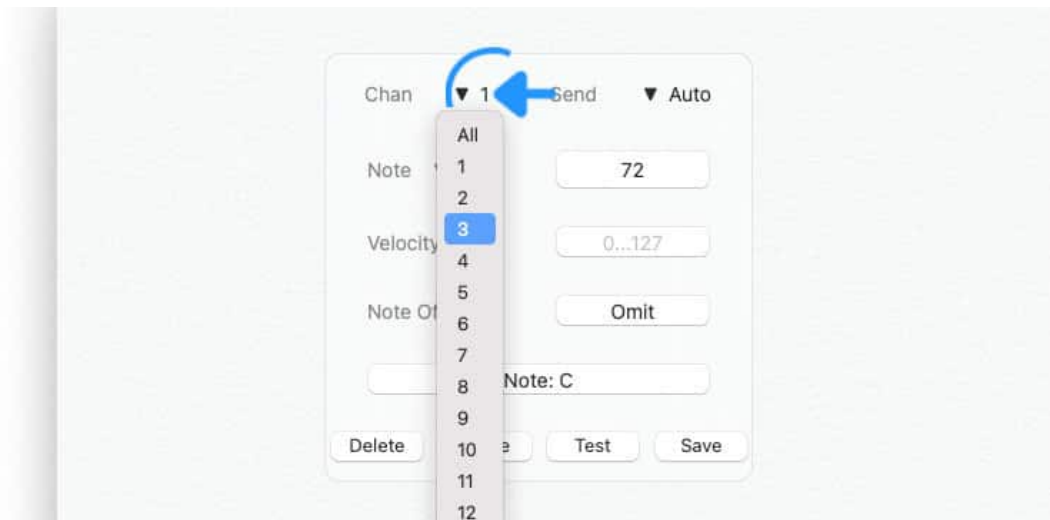 Chan ▼ 1 Send ▼ Auto
All
Note 1 72
2
3
Velocity 0...127
4
5
Note Of Omit
6
7
8 Note: C
9
Delete 10 e Test Save
11
12